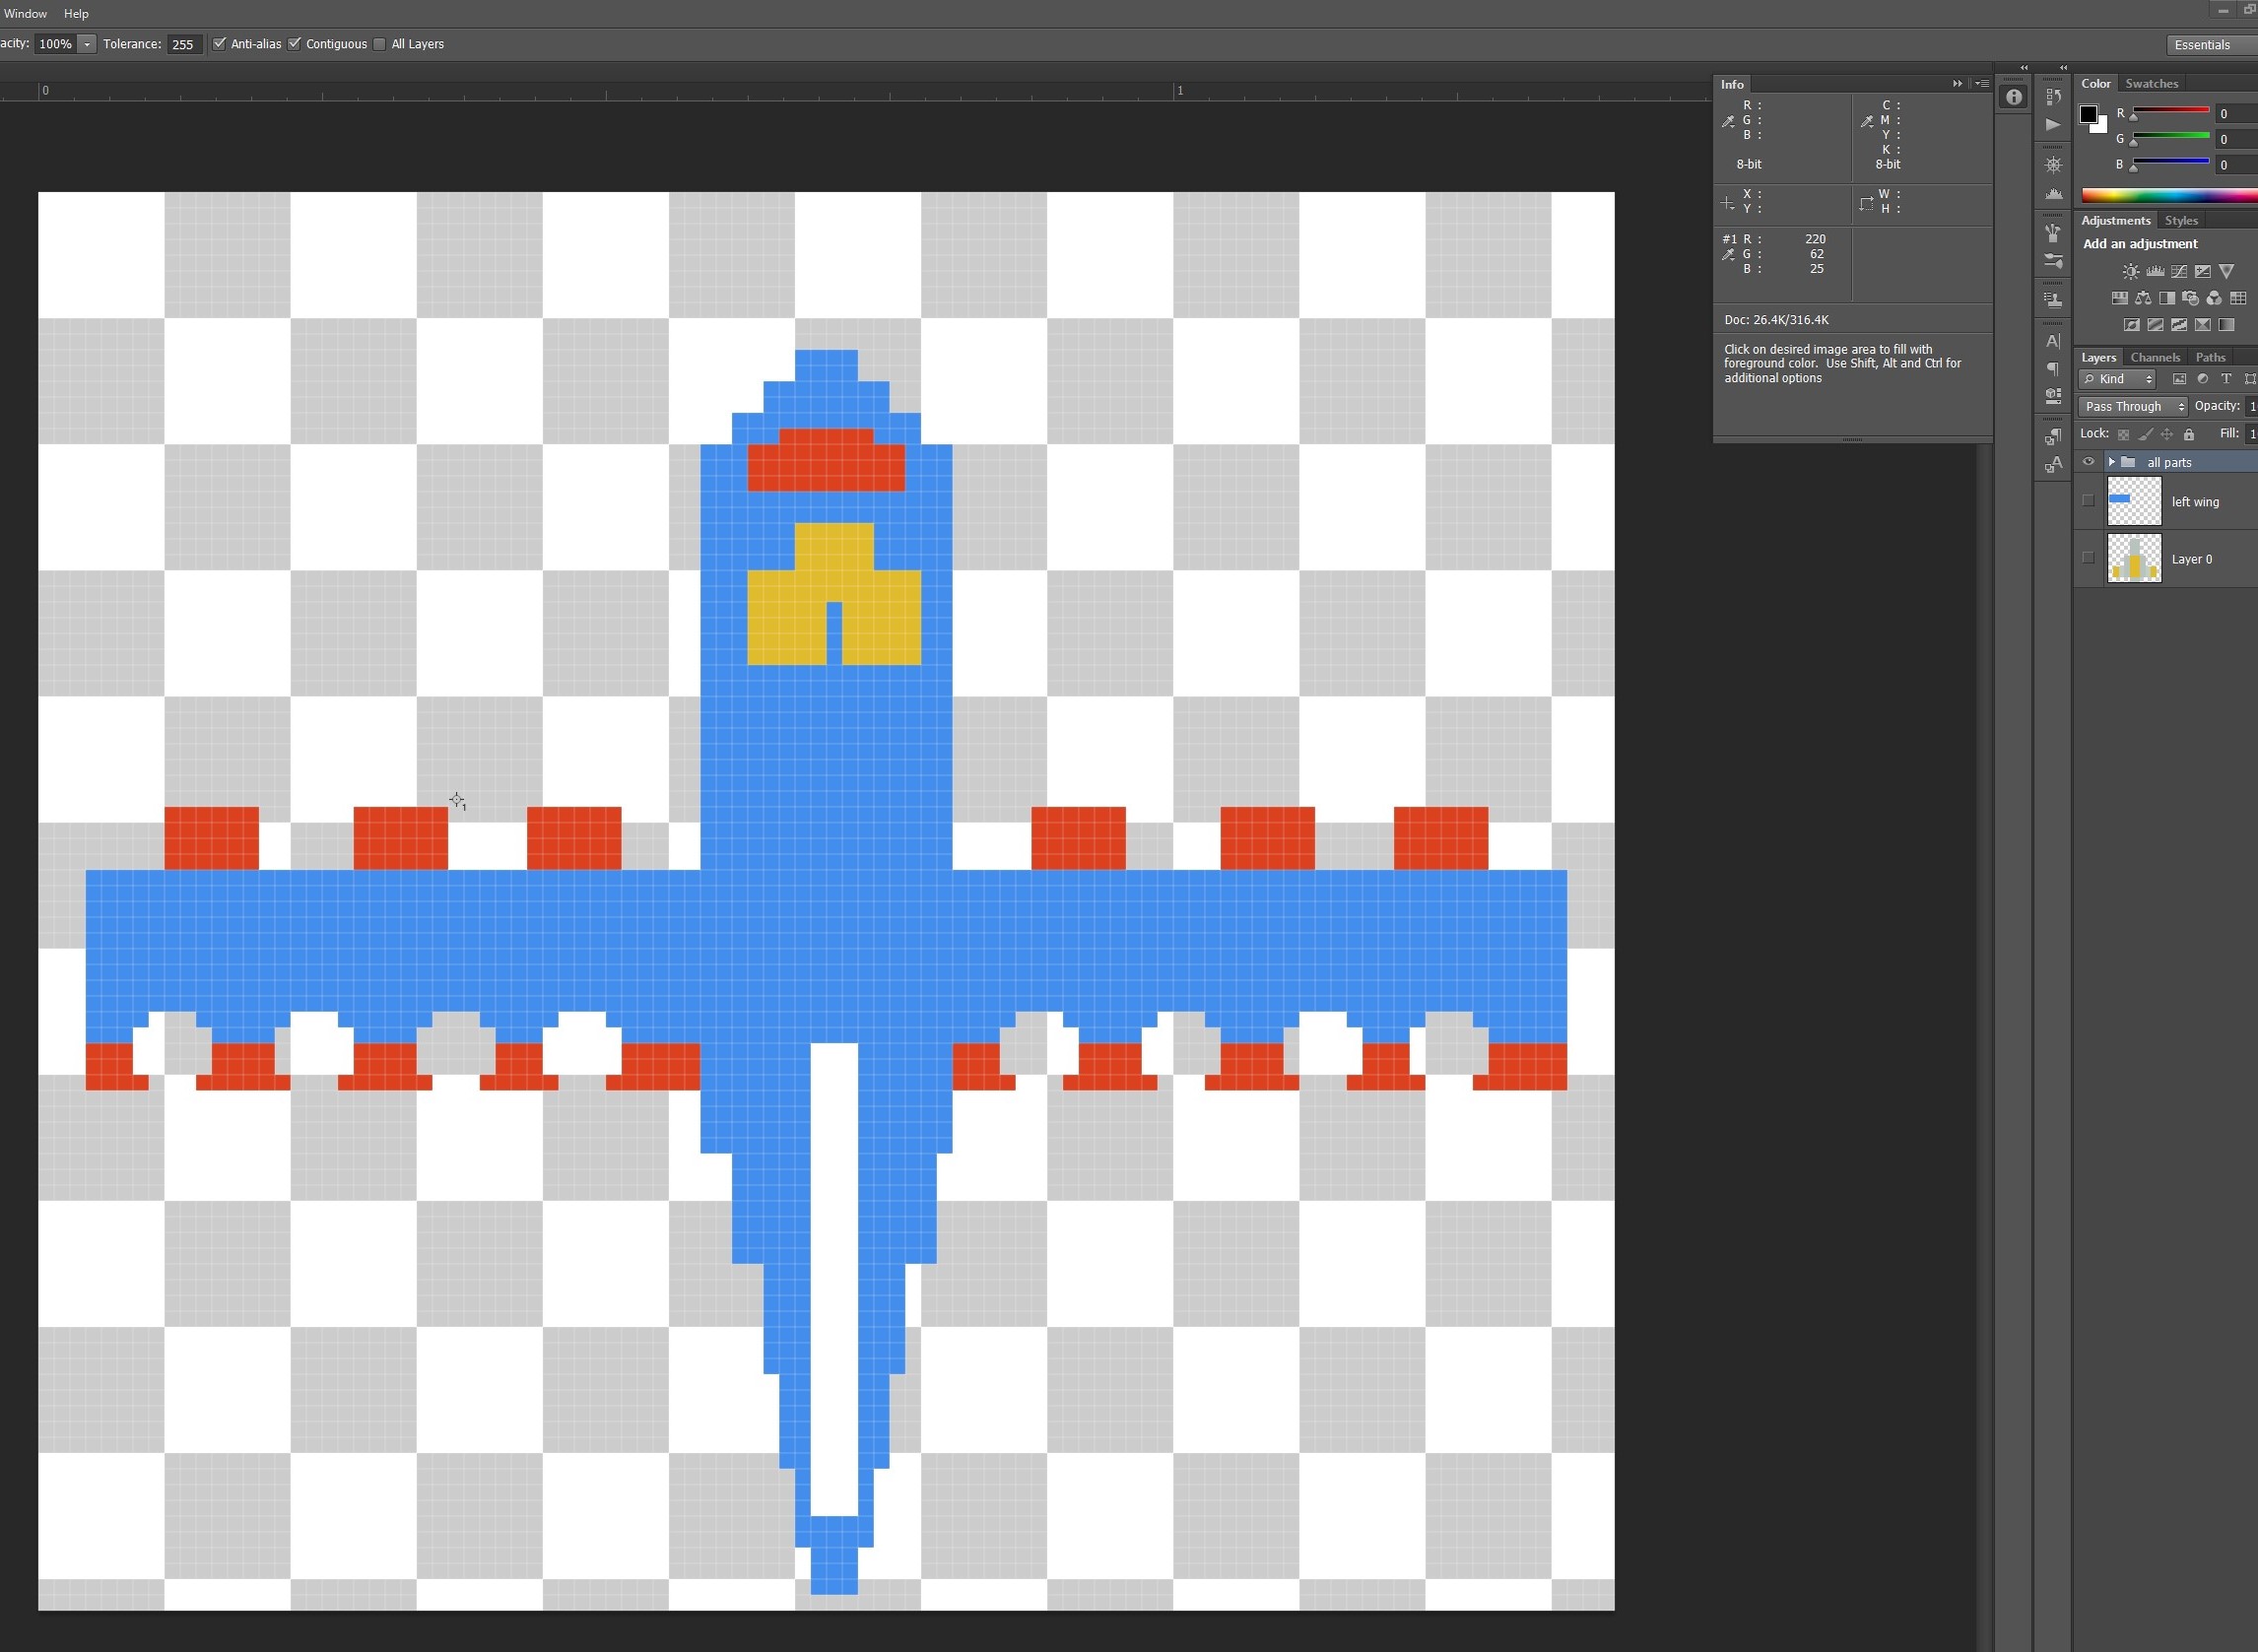 Window Help
acity: 100% Tolerance: 255 Anti-alias Contiguous All Layers
Essentials
0 1
Info
R : C :
G : M :
B : Y :
K :
8-bit 8-bit
X : W :
Y : H :
#1 R : 220
G : 62
B : 25
Doc: 26.4K/316.4K
Click on desired image area to fill with
foreground color. Use Shift, Alt and Ctrl for
additional options
1
Color Swatches
R 0
G 0
B 0
Adjustments Styles
Add an adjustment
Layers Channels Paths
Kind
Pass Through Opacity: 1
Lock: Fill: 1
all parts
left wing
Layer 0